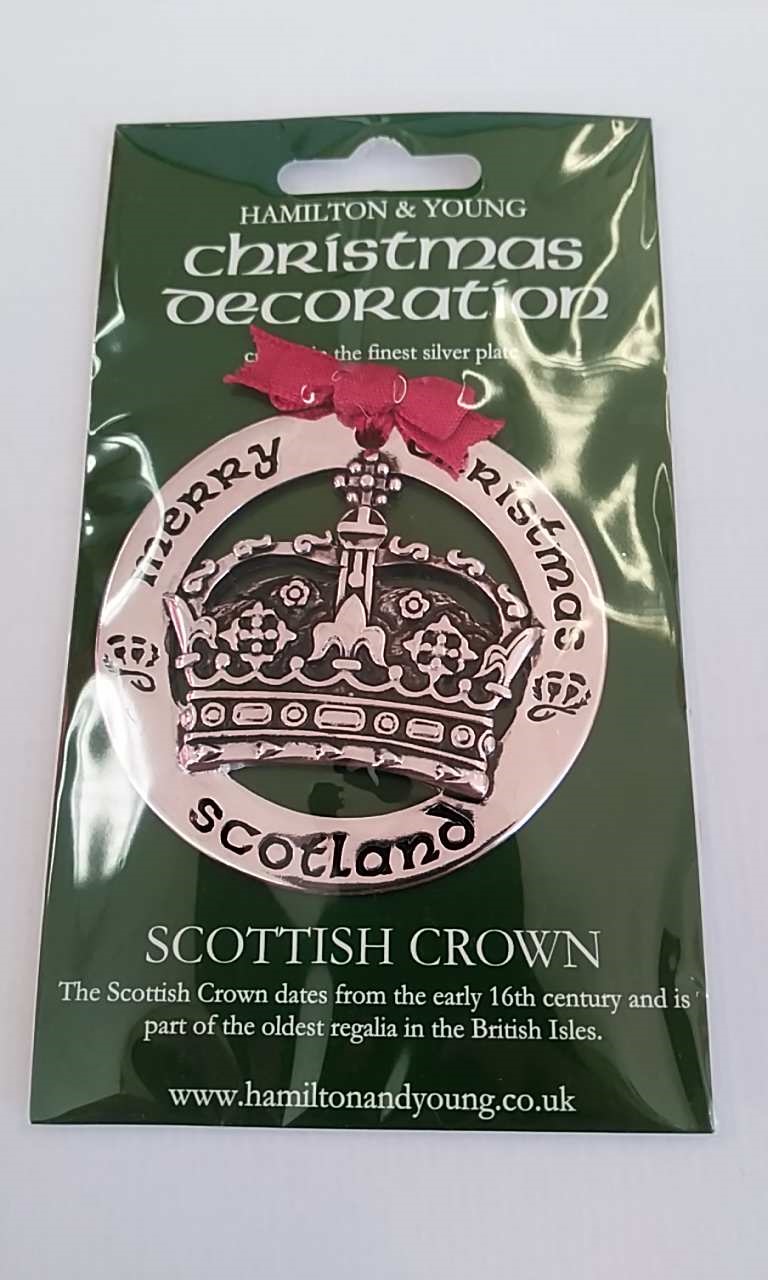 HAMILTON & YOUNG
christmas
decoration
the finest silver plate
merry christmas
scotland
SCOTTISH CROWN
The Scottish Crown dates from the early 16th century and is
part of the oldest regalia in the British Isles.
www.hamiltonandyoung.co.uk